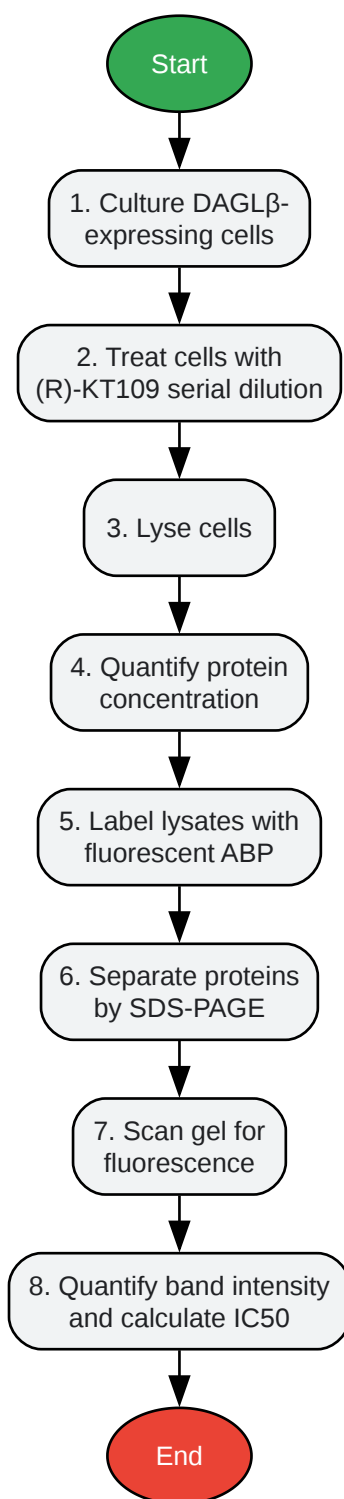 Start
1. Culture DAGLβ-
expressing cells
2. Treat cells with
(R)-KT109 serial dilution
3. Lyse cells
4. Quantify protein
concentration
5. Label lysates with
fluorescent ABP
6. Separate proteins
by SDS-PAGE
7. Scan gel for
fluorescence
8. Quantify band intensity
and calculate IC50
End